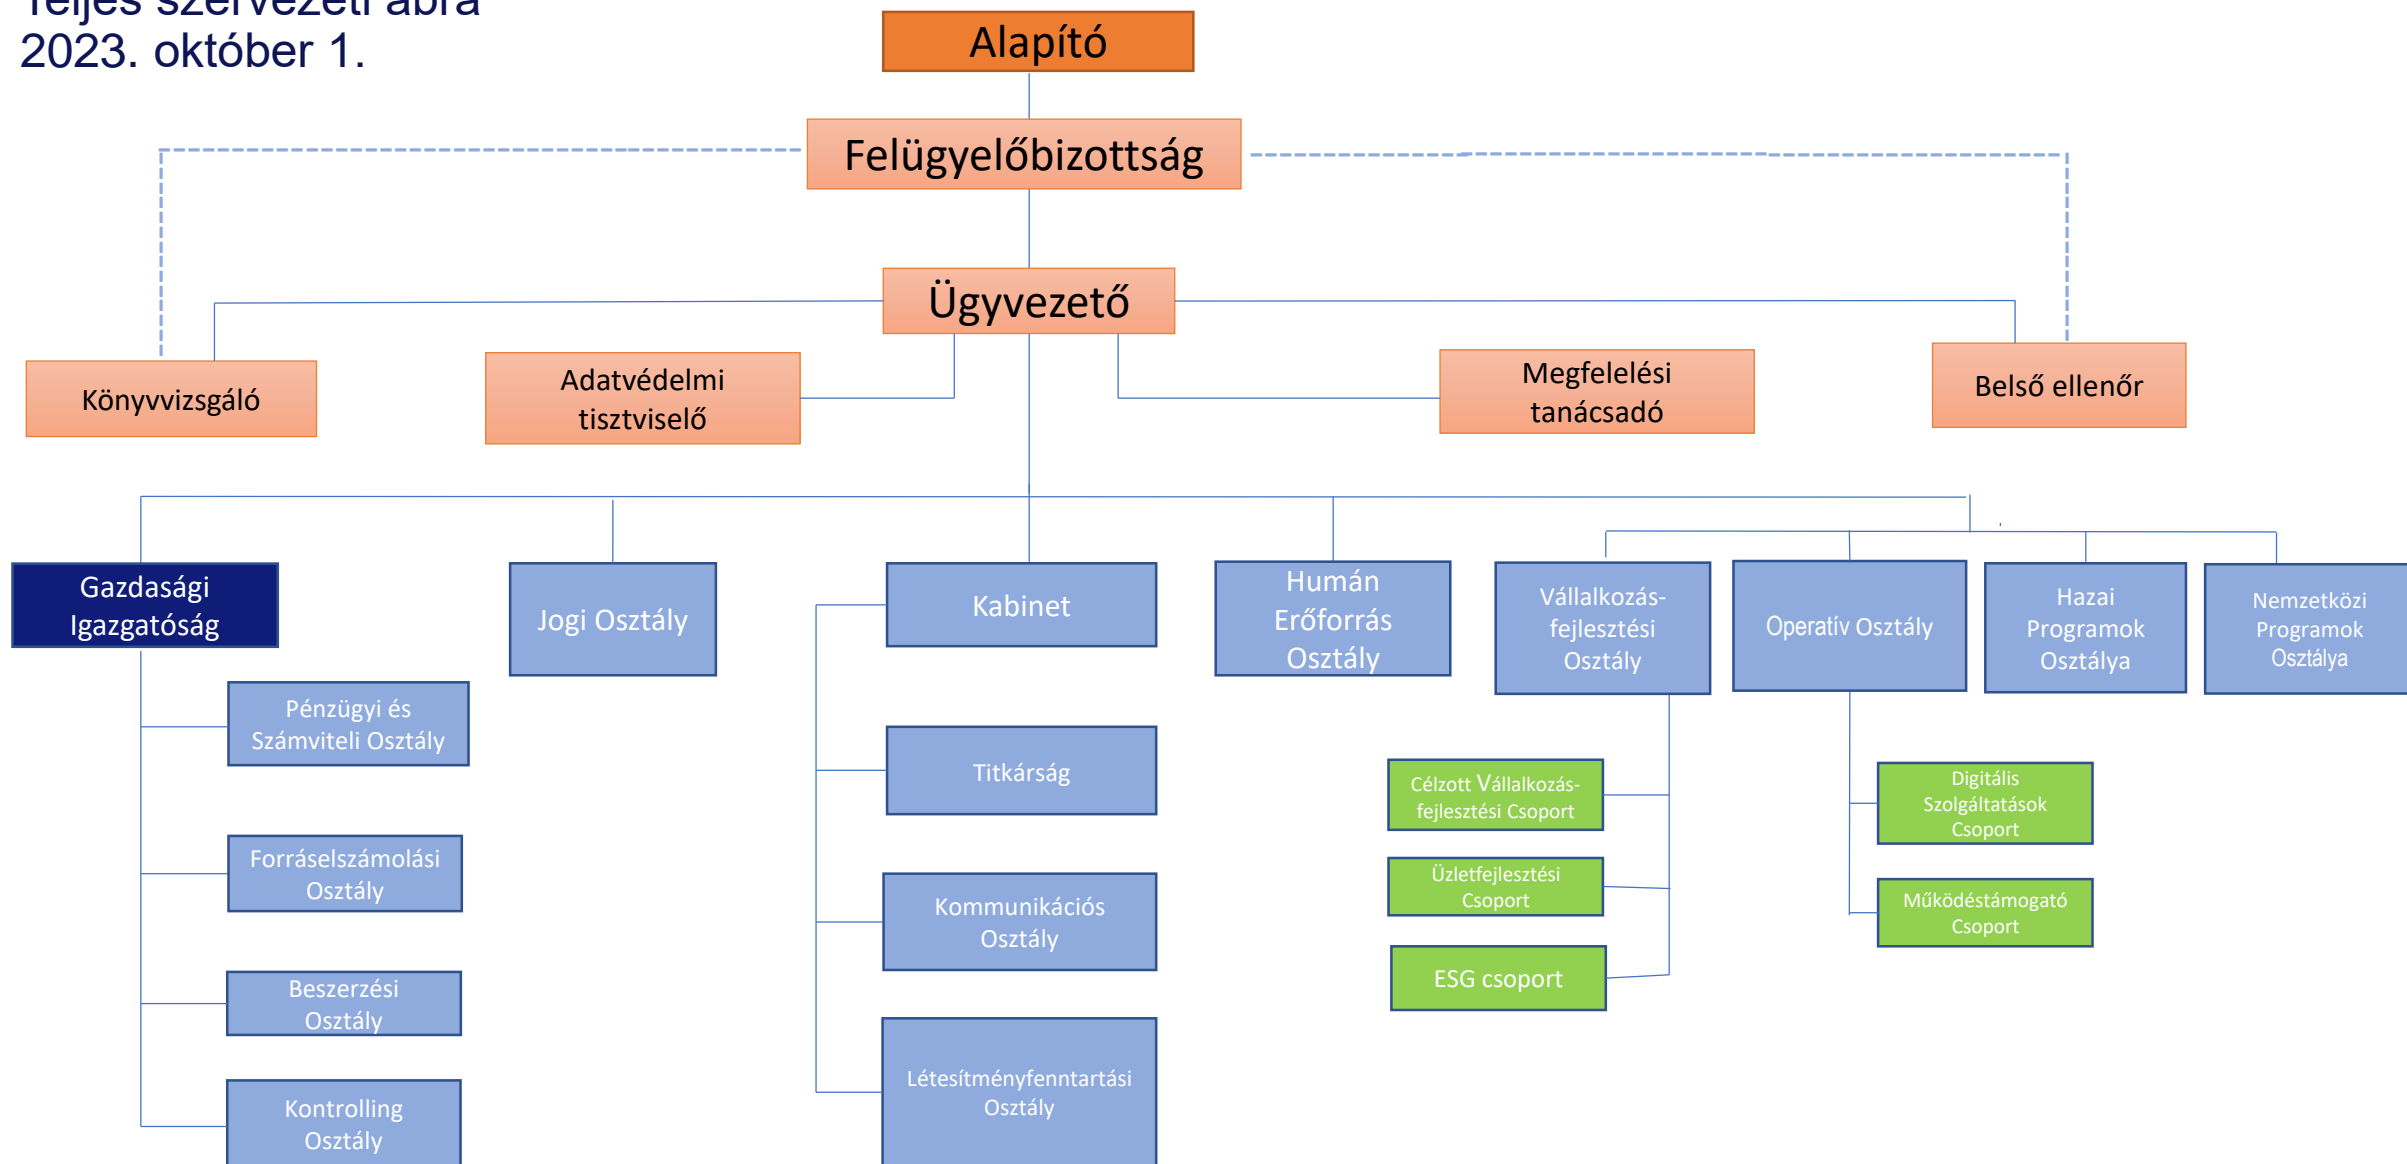 Teljes szervezeti ábra
2023. október 1.
Alapító
Felügyelőbizottság
Ügyvezető
Könyvvizsgáló
Adatvédelmi
tisztviselő
Megfelelési
tanácsadó
Belső ellenőr
Gazdasági
Igazgatóság
Jogi Osztály
Kabinet
Humán
Erőforrás
Osztály
Vállalkozás-
fejlesztési
Osztály
Operatív Osztály
Hazai
Programok
Osztálya
Nemzetközi
Programok
Osztálya
Pénzügyi és
Számviteli Osztály
Forráselszámolási
Osztály
Beszerzési
Osztály
Kontrolling
Osztály
Titkárság
Kommunikációs
Osztály
Létesítményfenntartási
Osztály
Célzott Vállalkozás-
fejlesztési Csoport
Üzletfejlesztési
Csoport
ESG csoport
Digitális
Szolgáltatások
Csoport
Működéstámogató
Csoport